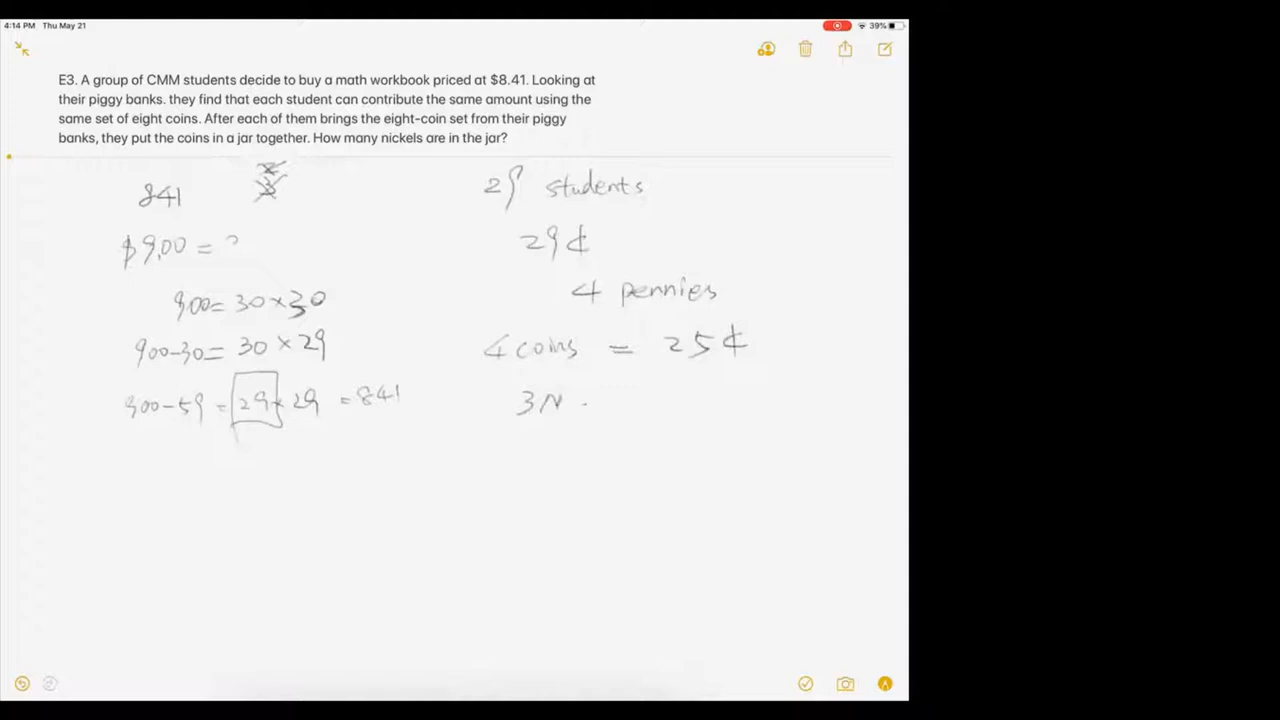 4:14 PM Thu May 21
39%
E3. A group of CMM students decide to buy a math workbook priced at $8.41. Looking at
their piggy banks. they find that each student can contribute the same amount using the
same set of eight coins. After each of them brings the eight-coin set from their piggy
banks, they put the coins in a jar together. How many nickels are in the jar?
841
$9.00 = ?
900=30×30
900-30=30×29
900-59=29×29=841
29 students
29¢
4 pennies
4 coins = 25¢
3N